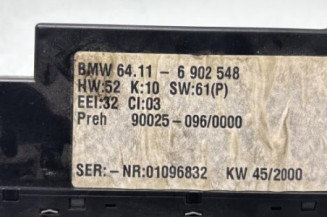 BMW 64.11 - 6 902 548
HW:52 K:10 SW:61(P)
EEI:32 CI:03
Preh 90025-096/0000
SER:-NR:01096832 KW 45/2000